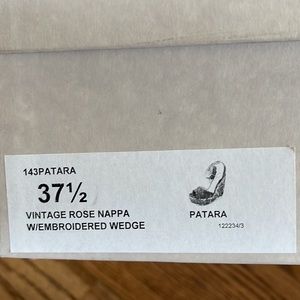 143PATARA
37½
VINTAGE ROSE NAPPA
W/EMBROIDERED WEDGE
PATARA
122234/3